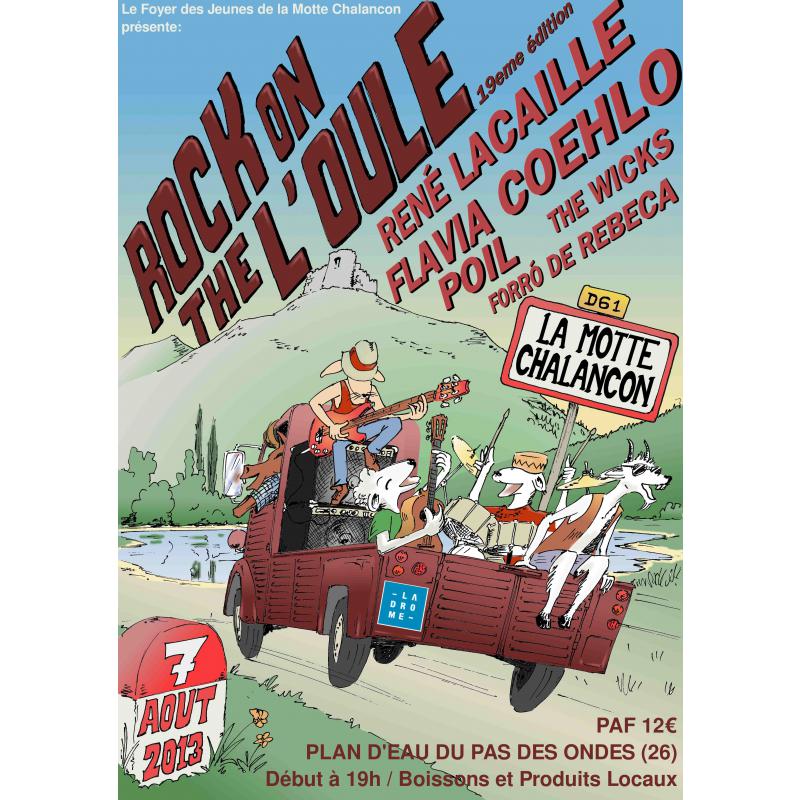 Le Foyer des Jeunes de la Motte Chalancon
présente:
ROCK ON
THE L'OULE
19eme édition
RENÉ LACAILLE
FLAVIA COEHLO
POIL THE WICKS
FORRÓ DE REBECA
D61
LA MOTTE
CHALANCON
- LA
DRO
ME -
7
AOUT
2013
PAF 12€
PLAN D'EAU DU PAS DES ONDES (26)
Début à 19h / Boissons et Produits Locaux